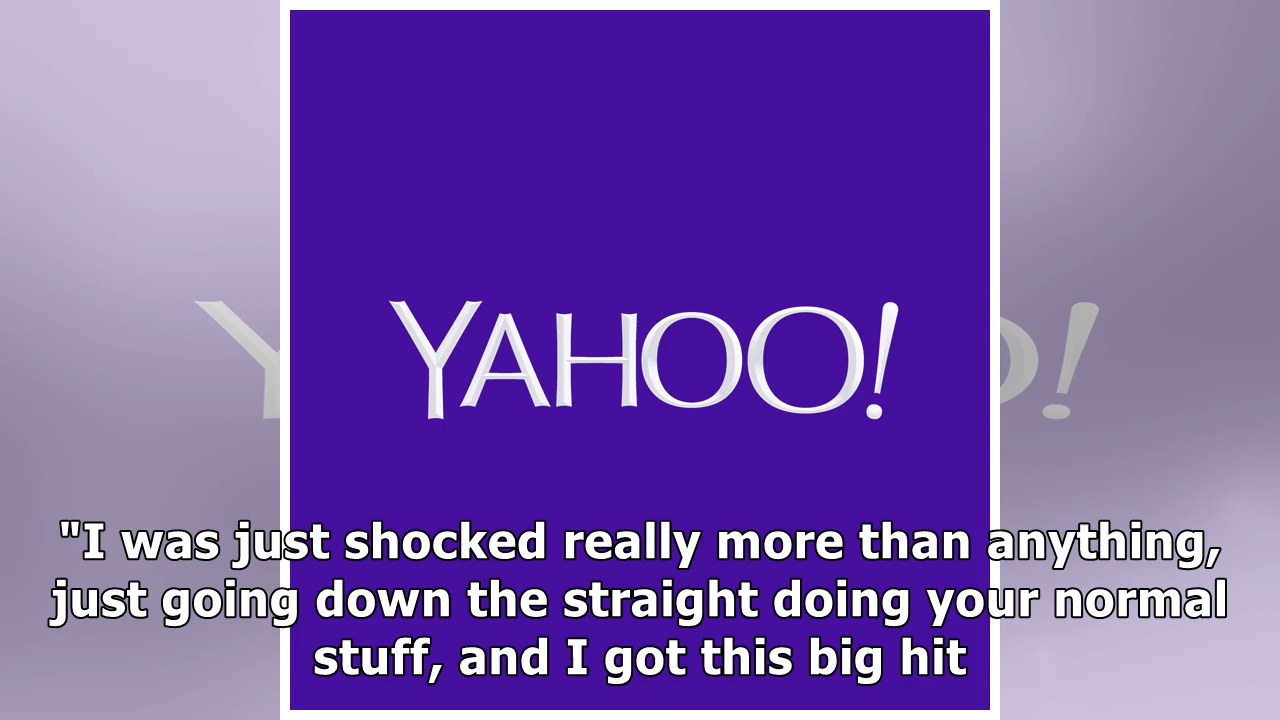 YAHOO!
"I was just shocked really more than anything,
just going down the straight doing your normal
stuff, and I got this big hit